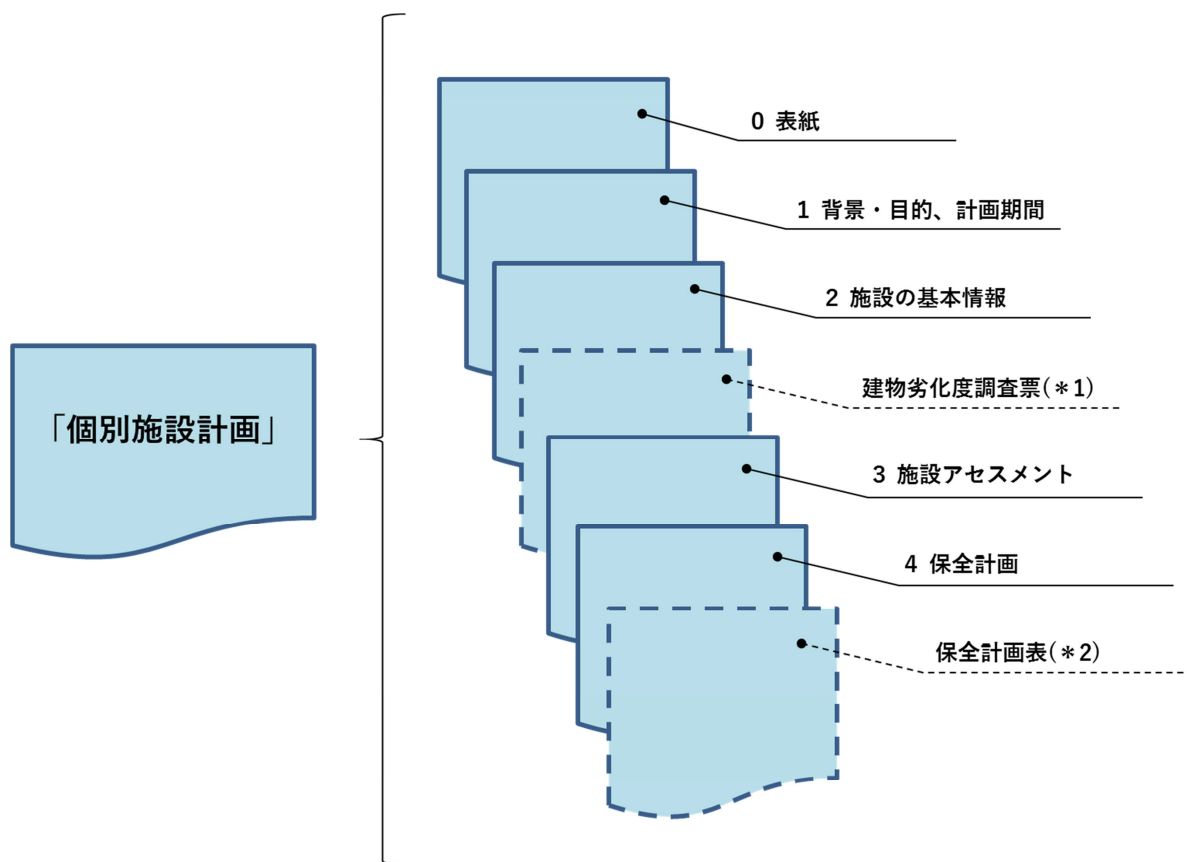 「個別施設計画」
0 表紙
1 背景・目的、計画期間
2 施設の基本情報
建物劣化度調査票(＊1)
3 施設アセスメント
4 保全計画
保全計画表(＊2)